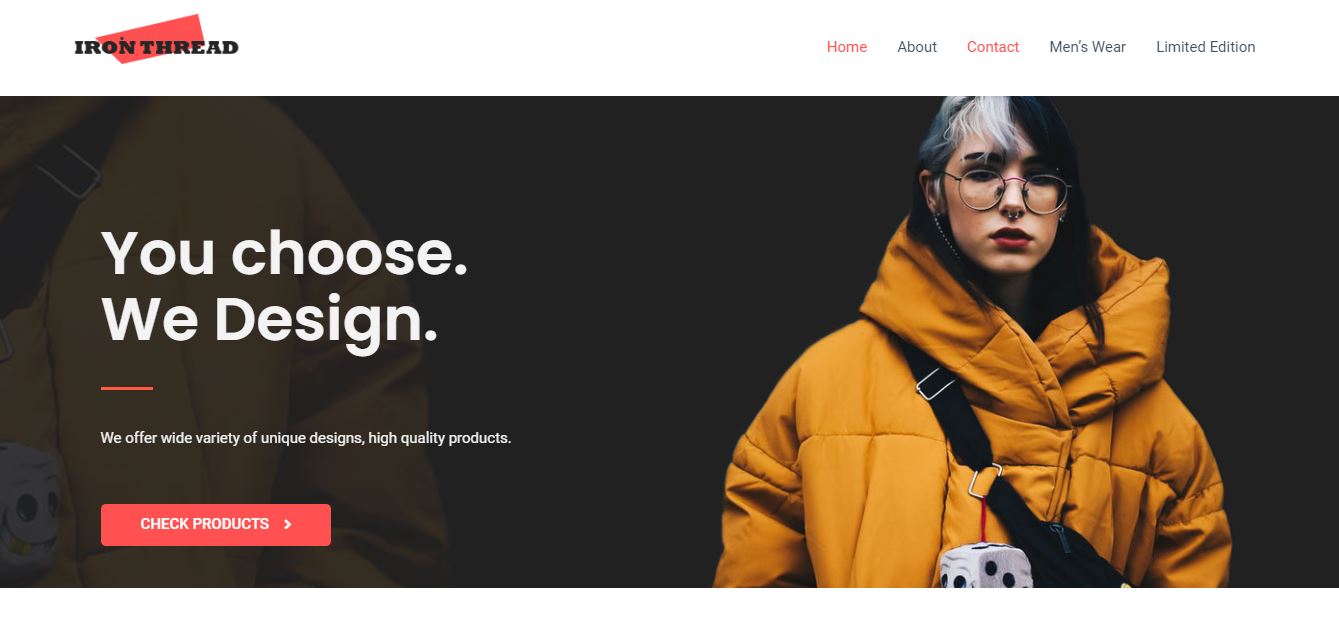 IRON THREAD
Home About Contact Men’s Wear Limited Edition
You choose.
We Design.
We offer wide variety of unique designs, high quality products.
CHECK PRODUCTS